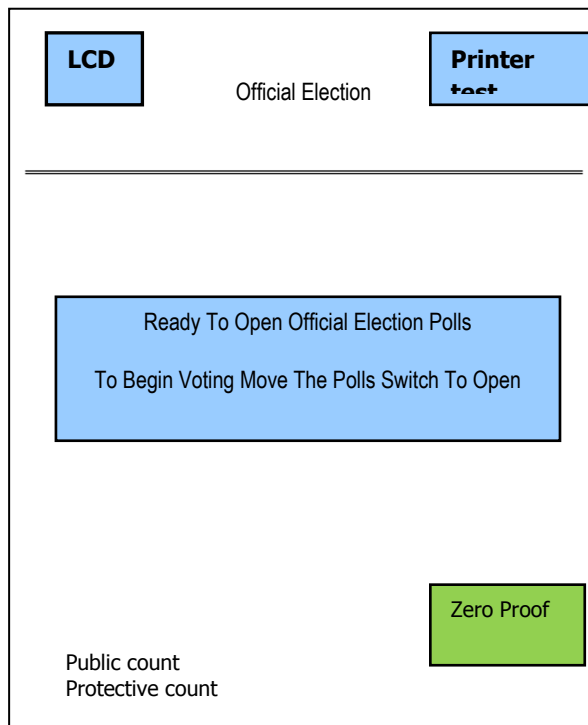 LCD
Printer
test
Official Election
Ready To Open Official Election Polls
To Begin Voting Move The Polls Switch To Open
Zero Proof
Public count
Protective count